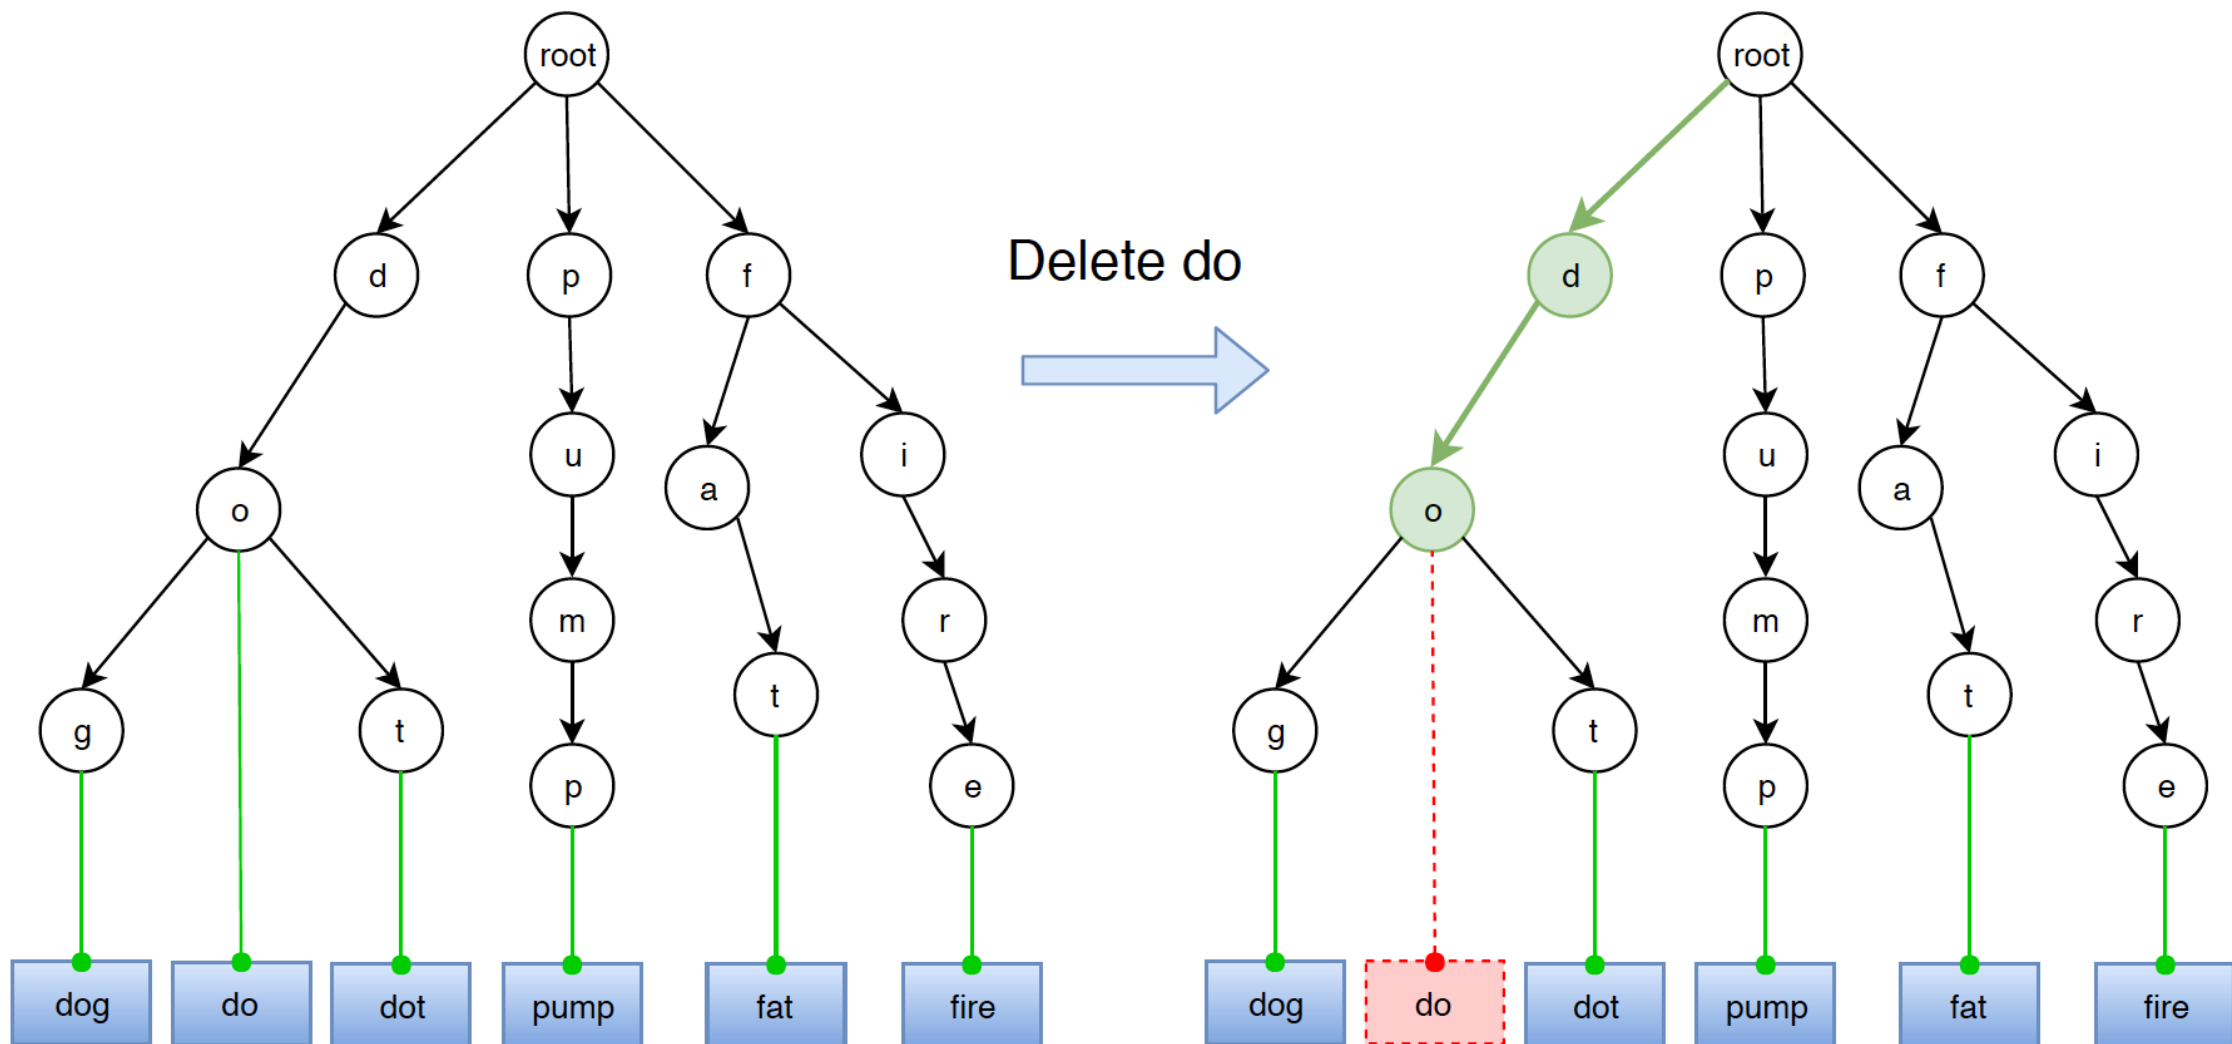 root
root
d
p
f
Delete do
d
p
f
u
i
u
i
a
a
o
o
m
r
m
r
t
t
g
t
g
t
p
e
p
e
dog
do
dot
pump
fat
fire
dog
do
dot
pump
fat
fire